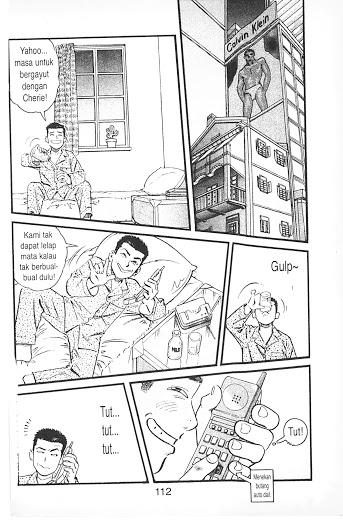 Yahoo...
masa untuk
bergayut
dengan
Cherie!
Calvin Klein
Kami tak
dapat lelap
mata kalau
tak berbual-
bual dulu!
MILK
Gulp~
Tut...
tut...
tut...
Tut!
Menekan
butang
auto dail.
112